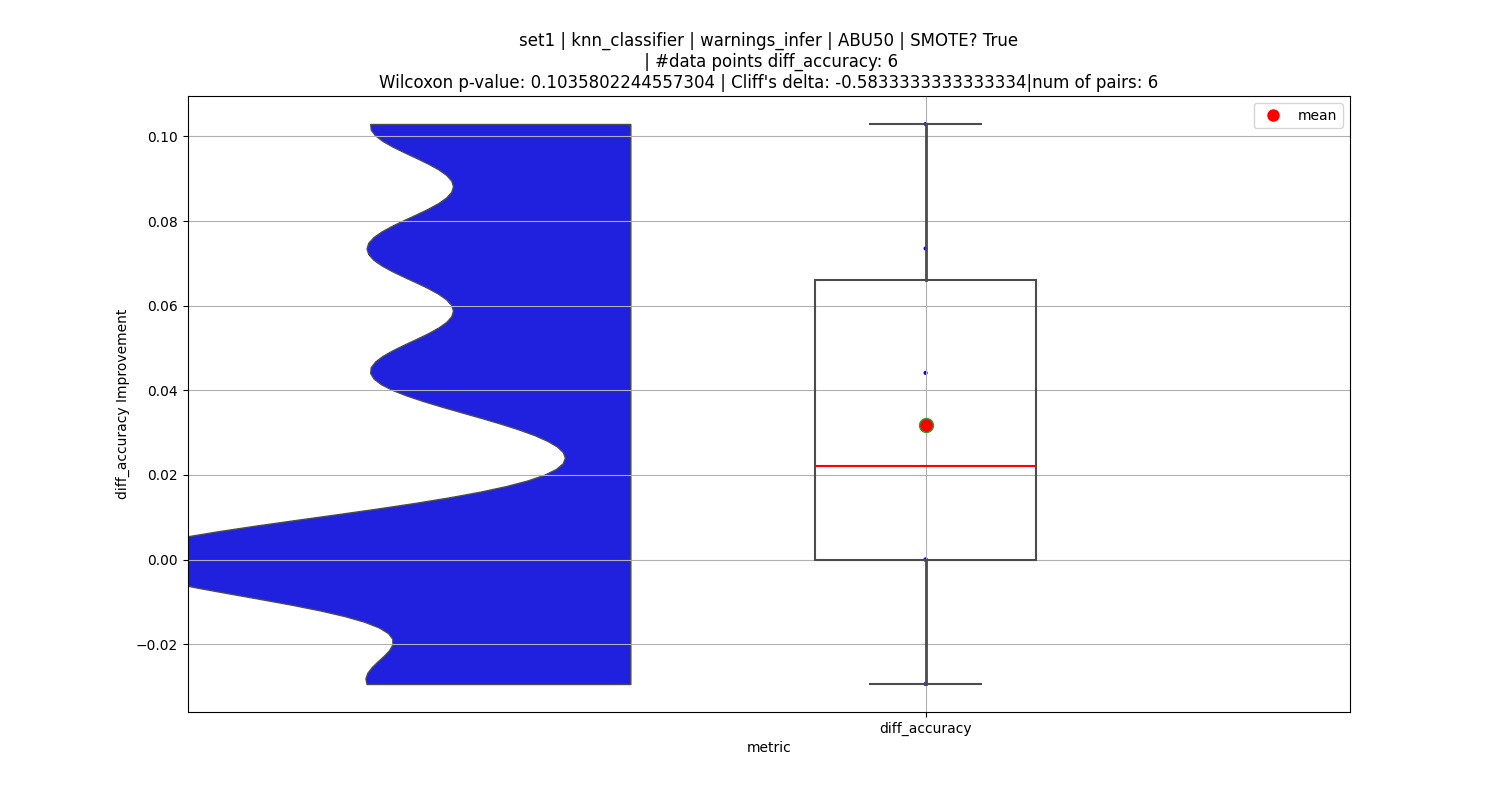 set1 | knn_classifier | warnings_infer | ABU50 | SMOTE? True
| #data points diff_accuracy: 6
Wilcoxon p-value: 0.1035802244557304 | Cliff's delta: -0.5833333333333334|num of pairs: 6
mean
0.10
0.08
0.06
0.04
0.02
0.00
−0.02
diff_accuracy Improvement
diff_accuracy
metric